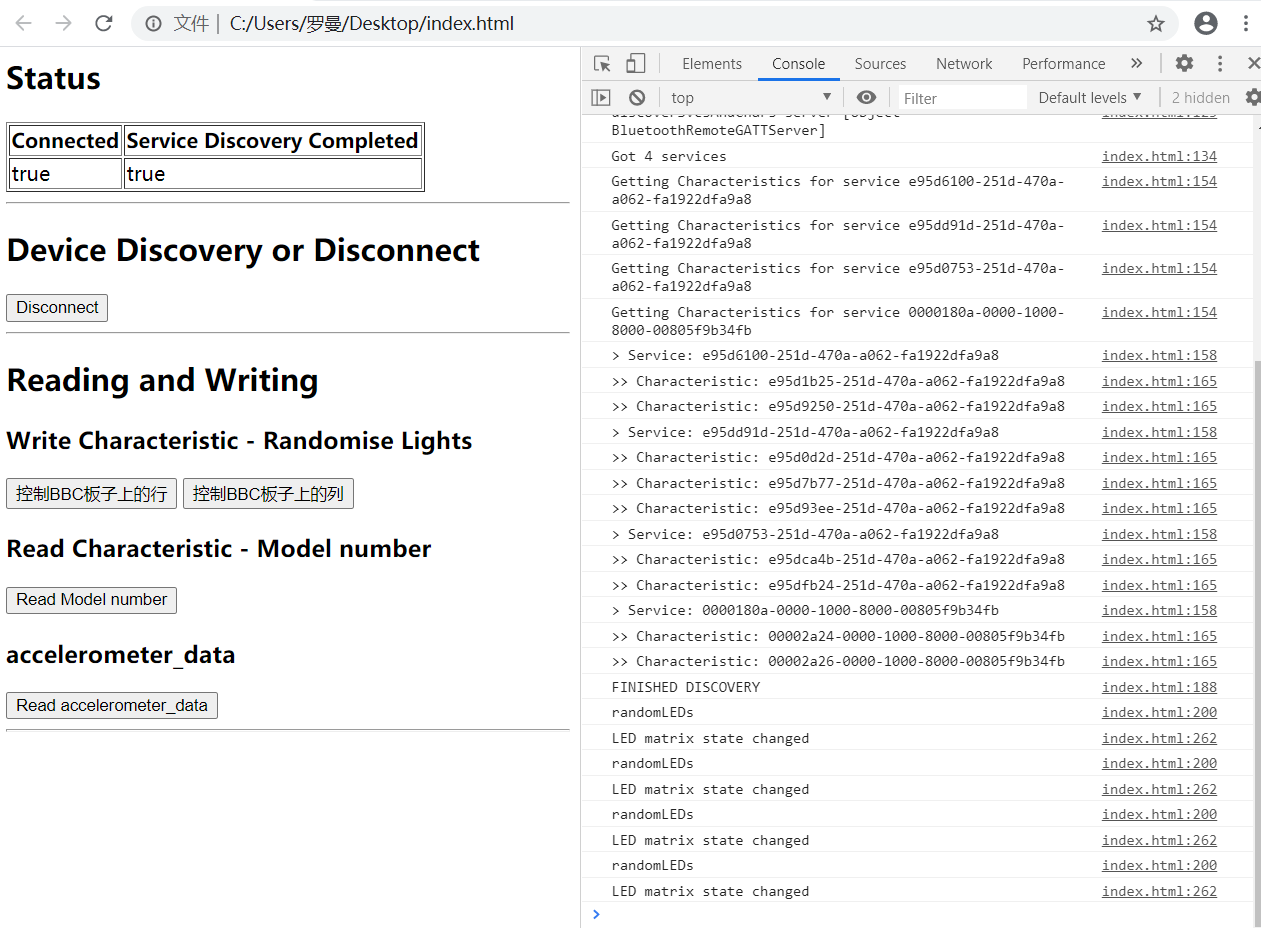 文件 | C:/Users/罗曼/Desktop/index.html
Status
Connected Service Discovery Completed
true true
Device Discovery or Disconnect
Disconnect
Reading and Writing
Write Characteristic - Randomise Lights
控制BBC板子上的行 控制BBC板子上的列
Read Characteristic - Model number
Read Model number
accelerometer_data
Read accelerometer_data
Elements Console Sources Network Performance
top Filter Default levels 2 hidden
BluetoothRemoteGATTServer]
Got 4 services index.html:134
Getting Characteristics for service e95d6100-251d-470a- index.html:154
a062-fa1922dfa9a8
Getting Characteristics for service e95dd91d-251d-470a- index.html:154
a062-fa1922dfa9a8
Getting Characteristics for service e95d0753-251d-470a- index.html:154
a062-fa1922dfa9a8
Getting Characteristics for service 0000180a-0000-1000- index.html:154
8000-00805f9b34fb
> Service: e95d6100-251d-470a-a062-fa1922dfa9a8 index.html:158
>> Characteristic: e95d1b25-251d-470a-a062-fa1922dfa9a8 index.html:165
>> Characteristic: e95d9250-251d-470a-a062-fa1922dfa9a8 index.html:165
> Service: e95dd91d-251d-470a-a062-fa1922dfa9a8 index.html:158
>> Characteristic: e95d0d2d-251d-470a-a062-fa1922dfa9a8 index.html:165
>> Characteristic: e95d7b77-251d-470a-a062-fa1922dfa9a8 index.html:165
>> Characteristic: e95d93ee-251d-470a-a062-fa1922dfa9a8 index.html:165
> Service: e95d0753-251d-470a-a062-fa1922dfa9a8 index.html:158
>> Characteristic: e95dca4b-251d-470a-a062-fa1922dfa9a8 index.html:165
>> Characteristic: e95dfb24-251d-470a-a062-fa1922dfa9a8 index.html:165
> Service: 0000180a-0000-1000-8000-00805f9b34fb index.html:158
>> Characteristic: 00002a24-0000-1000-8000-00805f9b34fb index.html:165
>> Characteristic: 00002a26-0000-1000-8000-00805f9b34fb index.html:165
FINISHED DISCOVERY index.html:188
randomLEDs index.html:200
LED matrix state changed index.html:262
randomLEDs index.html:200
LED matrix state changed index.html:262
randomLEDs index.html:200
LED matrix state changed index.html:262
randomLEDs index.html:200
LED matrix state changed index.html:262